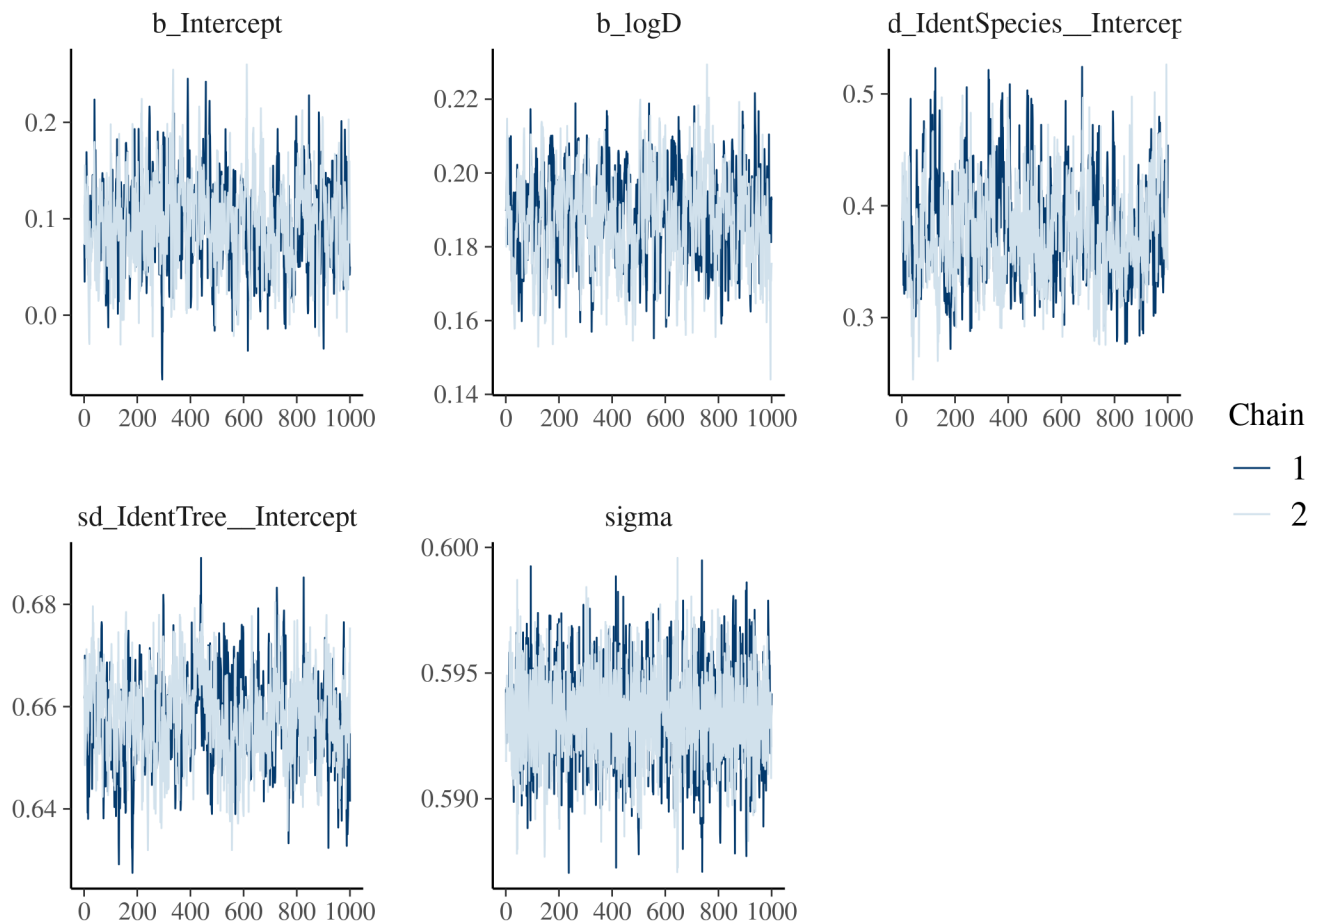 b_Intercept
b_logD
d_IdentSpecies__Intercep
0.2
0.1
0.0
0 200 400 600 800 1000
0.22
0.20
0.18
0.16
0.14
0 200 400 600 800 1000
0.5
0.4
0.3
0 200 400 600 800 1000
sd_IdentTree__Intercept
sigma
0.68
0.66
0.64
0 200 400 600 800 1000
0.600
0.595
0.590
0 200 400 600 800 1000
Chain
1
2